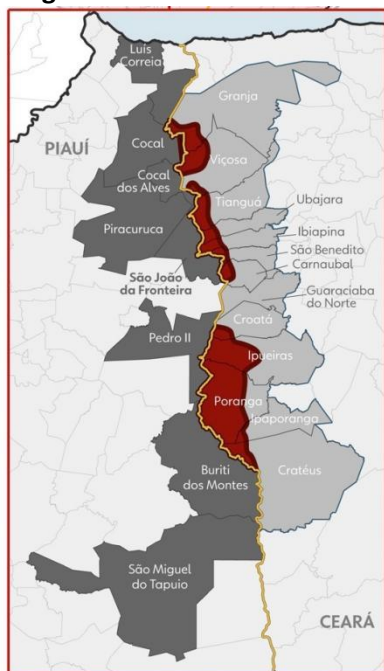 Luís
Correia
Granja
PIAUÍ
Cocal
Viçosa
Cocal
dos Alves
Tianguá
Ubajara
Piracuruca
Ibiapina
São Benedito
Carnaubal
São João
da Fronteira
Guaraciaba
do Norte
Croatá
Pedro II
Ipueiras
Poranga
Ipaporanga
Buriti
dos Montes
Cratéus
São Miguel
do Tapuio
CEARÁ